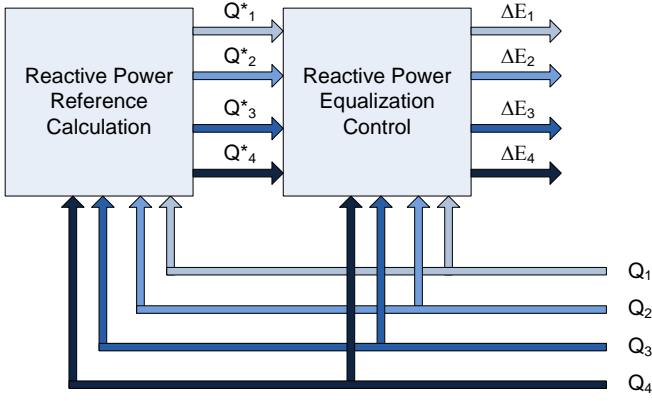 Reactive Power
Reference
Calculation
Q*1
Q*2
Q*3
Q*4
Reactive Power
Equalization
Control
ΔE1
ΔE2
ΔE3
ΔE4
Q1
Q2
Q3
Q4